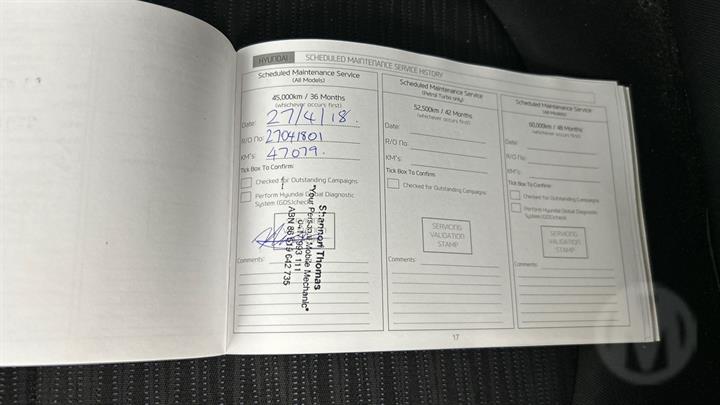 HYUNDAI SCHEDULED MAINTENANCE SERVICE HISTORY
Scheduled Maintenance Service
(All Models)
45,000km / 36 Months
(whichever occurs first)
Date: 27/4/18.
R/O No: 27041801
KM's: 47079.
Tick Box To Confirm:
Checked for Outstanding Campaigns
Perform Hyundai Global Diagnostic
System (GDS)check
Shannon Thomas
"Your Personal Mobile Mechanic"
993 111
ABN 86 642 735
Comments:
Scheduled Maintenance Service
(Petrol Turbo only)
52,500km / 42 Months
(whichever occurs first)
Date:
R/O No:
KM's:
Tick Box To Confirm:
Checked for Outstanding Campaigns
SERVICING
VALIDATION
STAMP
Comments:
Scheduled Maintenance Service
(All Models)
60,000km / 48 Months
(whichever occurs first)
Date:
R/O No:
KM's:
Tick Box To Confirm:
Checked for Outstanding Campaigns
Perform Hyundai Global Diagnostic
System (GDS)check
SERVICING
VALIDATION
STAMP
Comments:
17
M